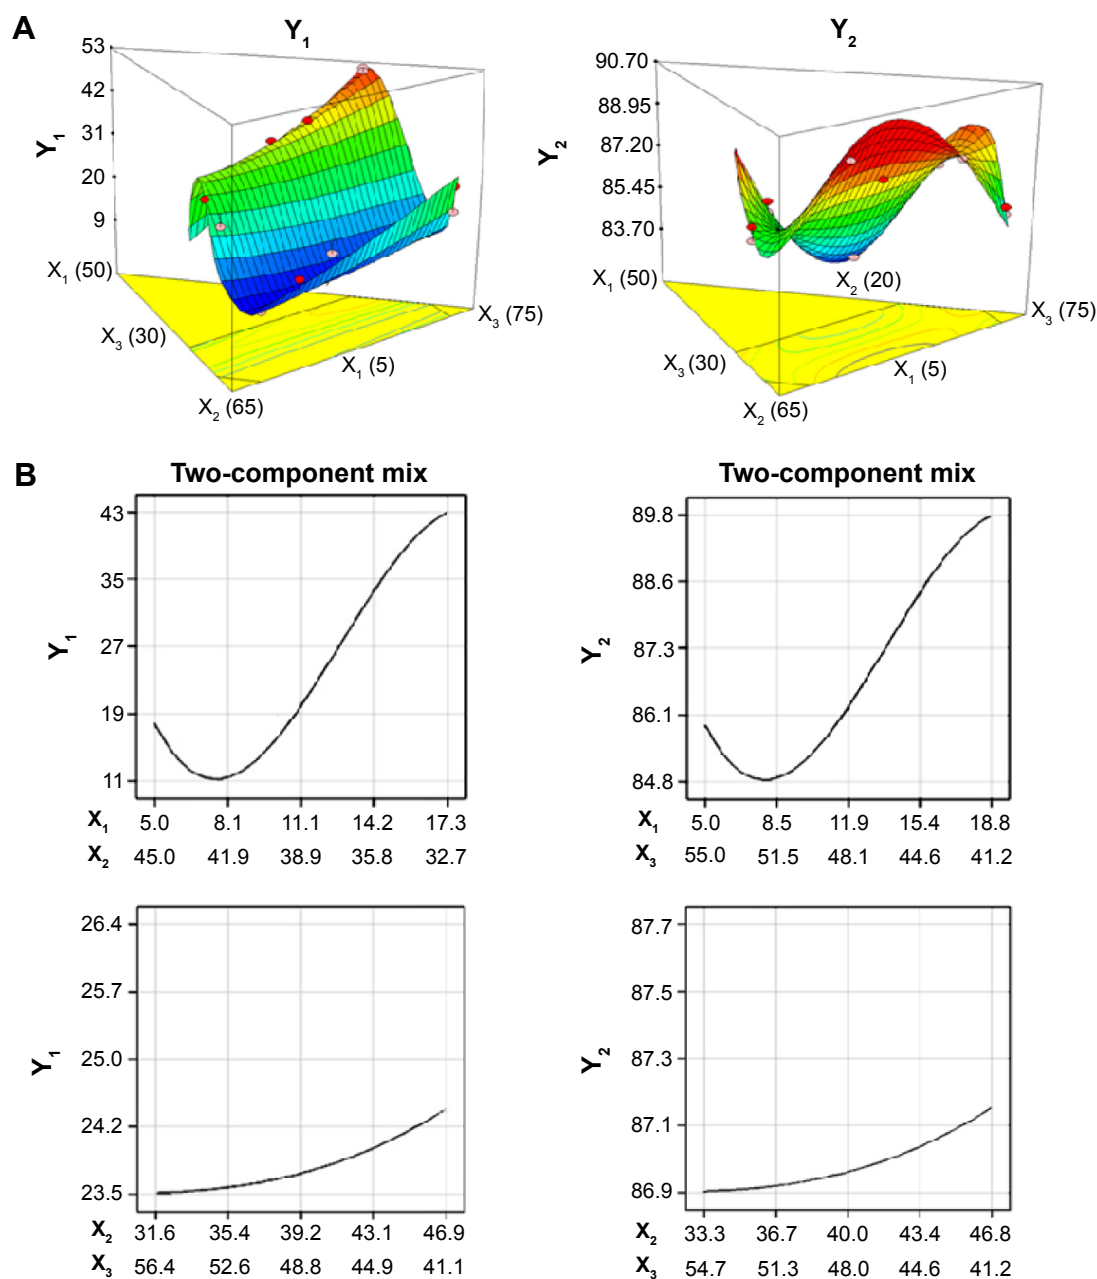 A
Y1
53
42
31
20
9
Y1
X1 (50)
X3 (30)
X2 (65)
X1 (5)
X3 (75)
Y2
90.70
88.95
87.20
85.45
83.70
Y2
X1 (50)
X2 (20)
X3 (30)
X2 (65)
X1 (5)
X3 (75)
B
Two-component mix
43
35
27
19
11
Y1
X1 5.0 8.1 11.1 14.2 17.3
X2 45.0 41.9 38.9 35.8 32.7
Two-component mix
89.8
88.6
87.3
86.1
84.8
Y2
X1 5.0 8.5 11.9 15.4 18.8
X3 55.0 51.5 48.1 44.6 41.2
26.4
25.7
25.0
24.2
23.5
Y1
X2 31.6 35.4 39.2 43.1 46.9
X3 56.4 52.6 48.8 44.9 41.1
87.7
87.5
87.3
87.1
86.9
Y2
X2 33.3 36.7 40.0 43.4 46.8
X3 54.7 51.3 48.0 44.6 41.2